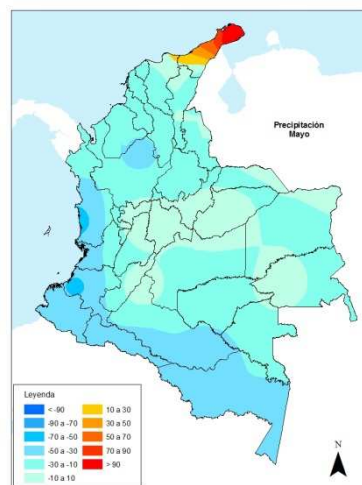 Precipitación
Mayo
Leyenda
< -90
-90 a -70
-70 a -50
-50 a -30
-30 a -10
-10 a 10
10 a 30
30 a 50
50 a 70
70 a 90
> 90
N